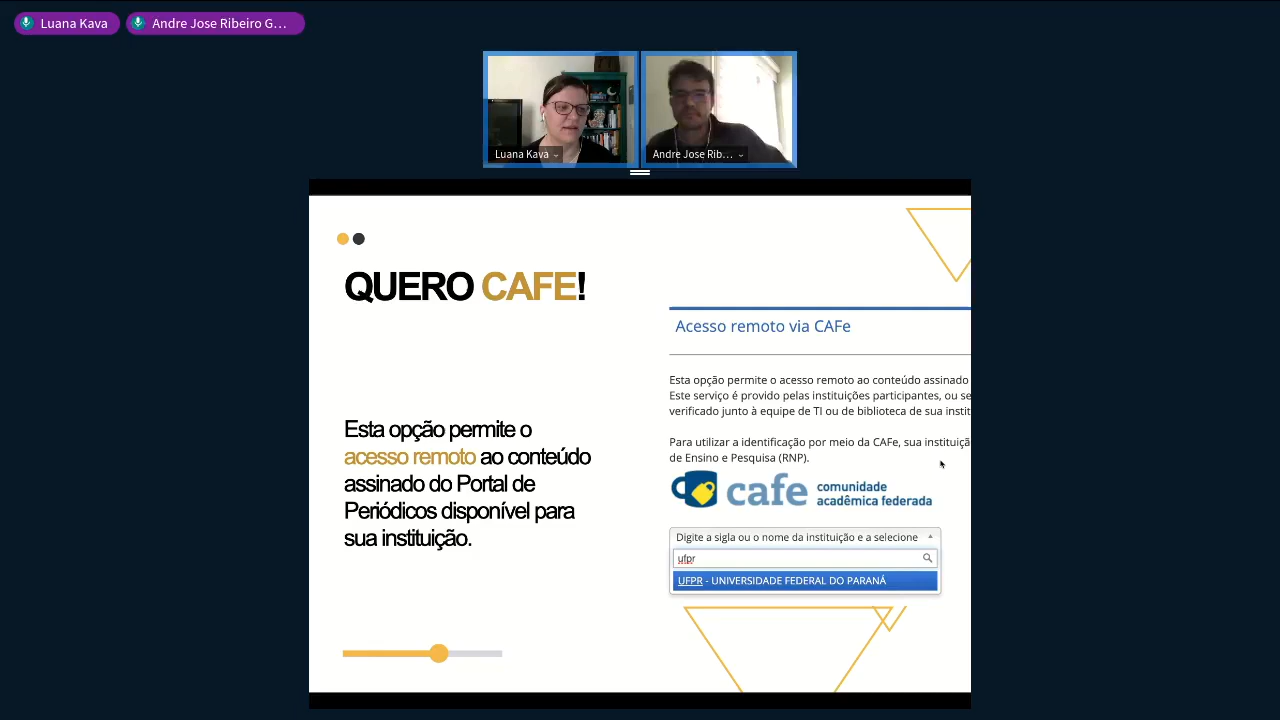 Luana Kava
Andre Jose Ribeiro G...
Luana Kava
Andre Jose Rib...
QUERO CAFE!
Esta opção permite o
acesso remoto ao conteúdo
assinado do Portal de
Periódicos disponível para
sua instituição.
Acesso remoto via CAFe
Esta opção permite o acesso remoto ao conteúdo assinado
Este serviço é provido pelas instituições participantes, ou se
verificado junto à equipe de TI ou de biblioteca de sua instit
Para utilizar a identificação por meio da CAFe, sua instituiçã
de Ensino e Pesquisa (RNP).
cafe comunidade
acadêmica federada
Digite a sigla ou o nome da instituição e a selecione
ufpr
UFPR - UNIVERSIDADE FEDERAL DO PARANÁ